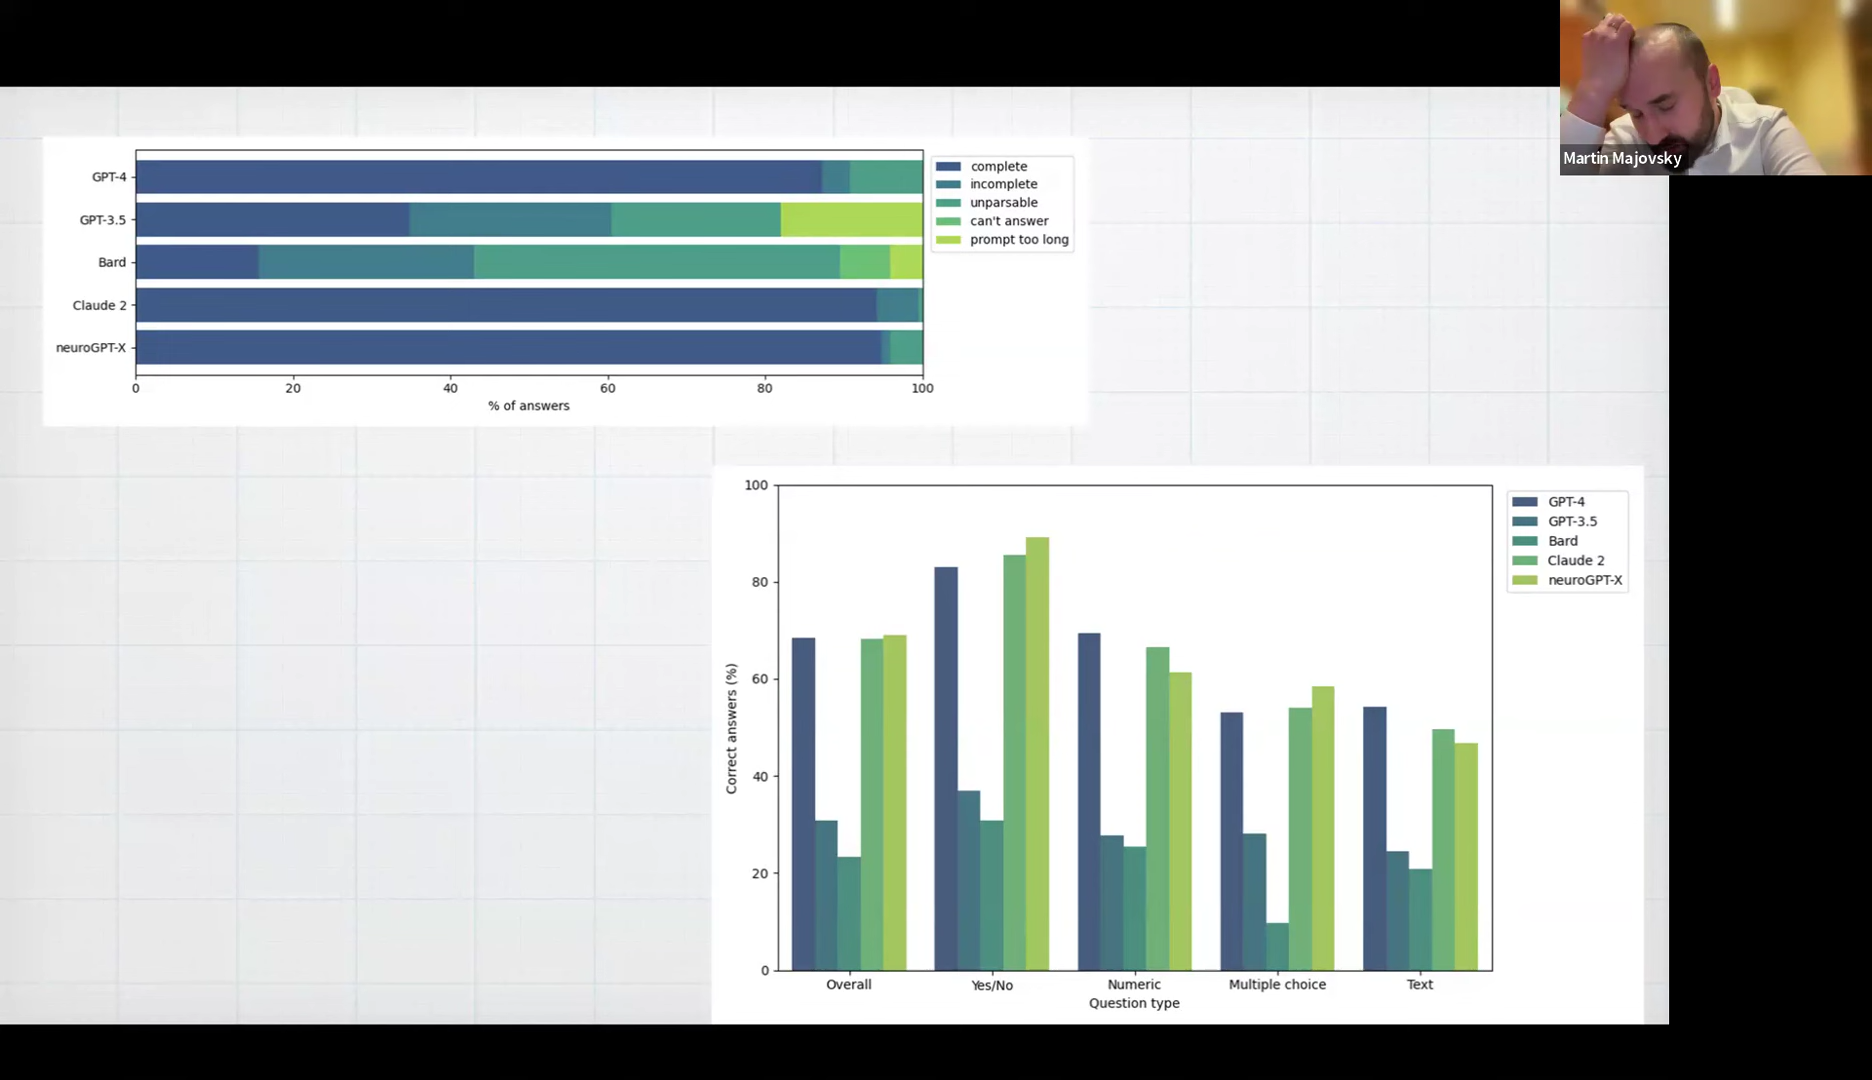 Martin Majovsky
GPT-4
GPT-3.5
Bard
Claude 2
neuroGPT-X
0 20 40 60 80 100
% of answers
complete
incomplete
unparsable
can't answer
prompt too long
100
80
60
40
20
0
Correct answers (%)
Overall Yes/No Numeric Multiple choice Text
Question type
GPT-4
GPT-3.5
Bard
Claude 2
neuroGPT-X